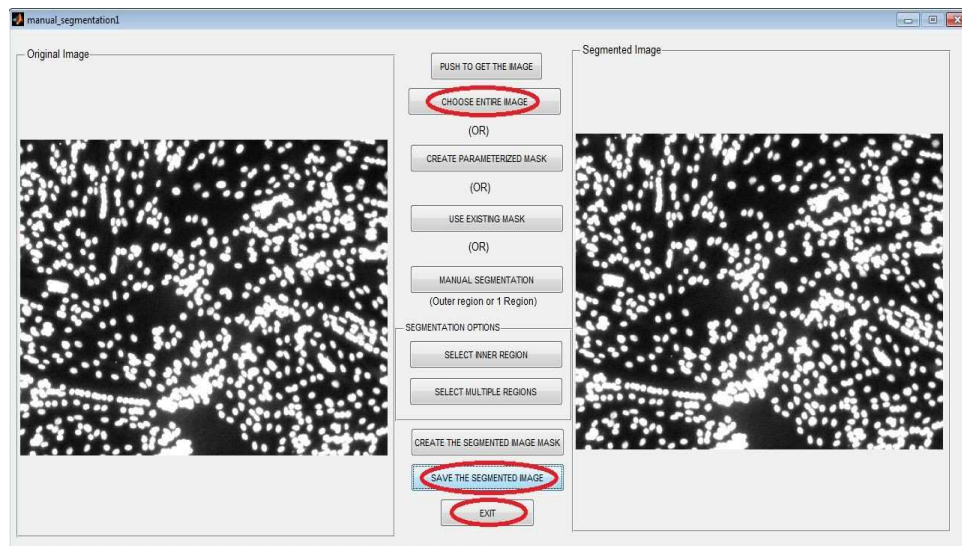 manual_segmentation1
Original Image
PUSH TO GET THE IMAGE
CHOOSE ENTIRE IMAGE
(OR)
CREATE PARAMETERIZED MASK
(OR)
USE EXISTING MASK
(OR)
MANUAL SEGMENTATION
(Outer region or 1 Region)
SEGMENTATION OPTIONS
SELECT INNER REGION
SELECT MULTIPLE REGIONS
CREATE THE SEGMENTED IMAGE MASK
SAVE THE SEGMENTED IMAGE
EXIT
Segmented Image